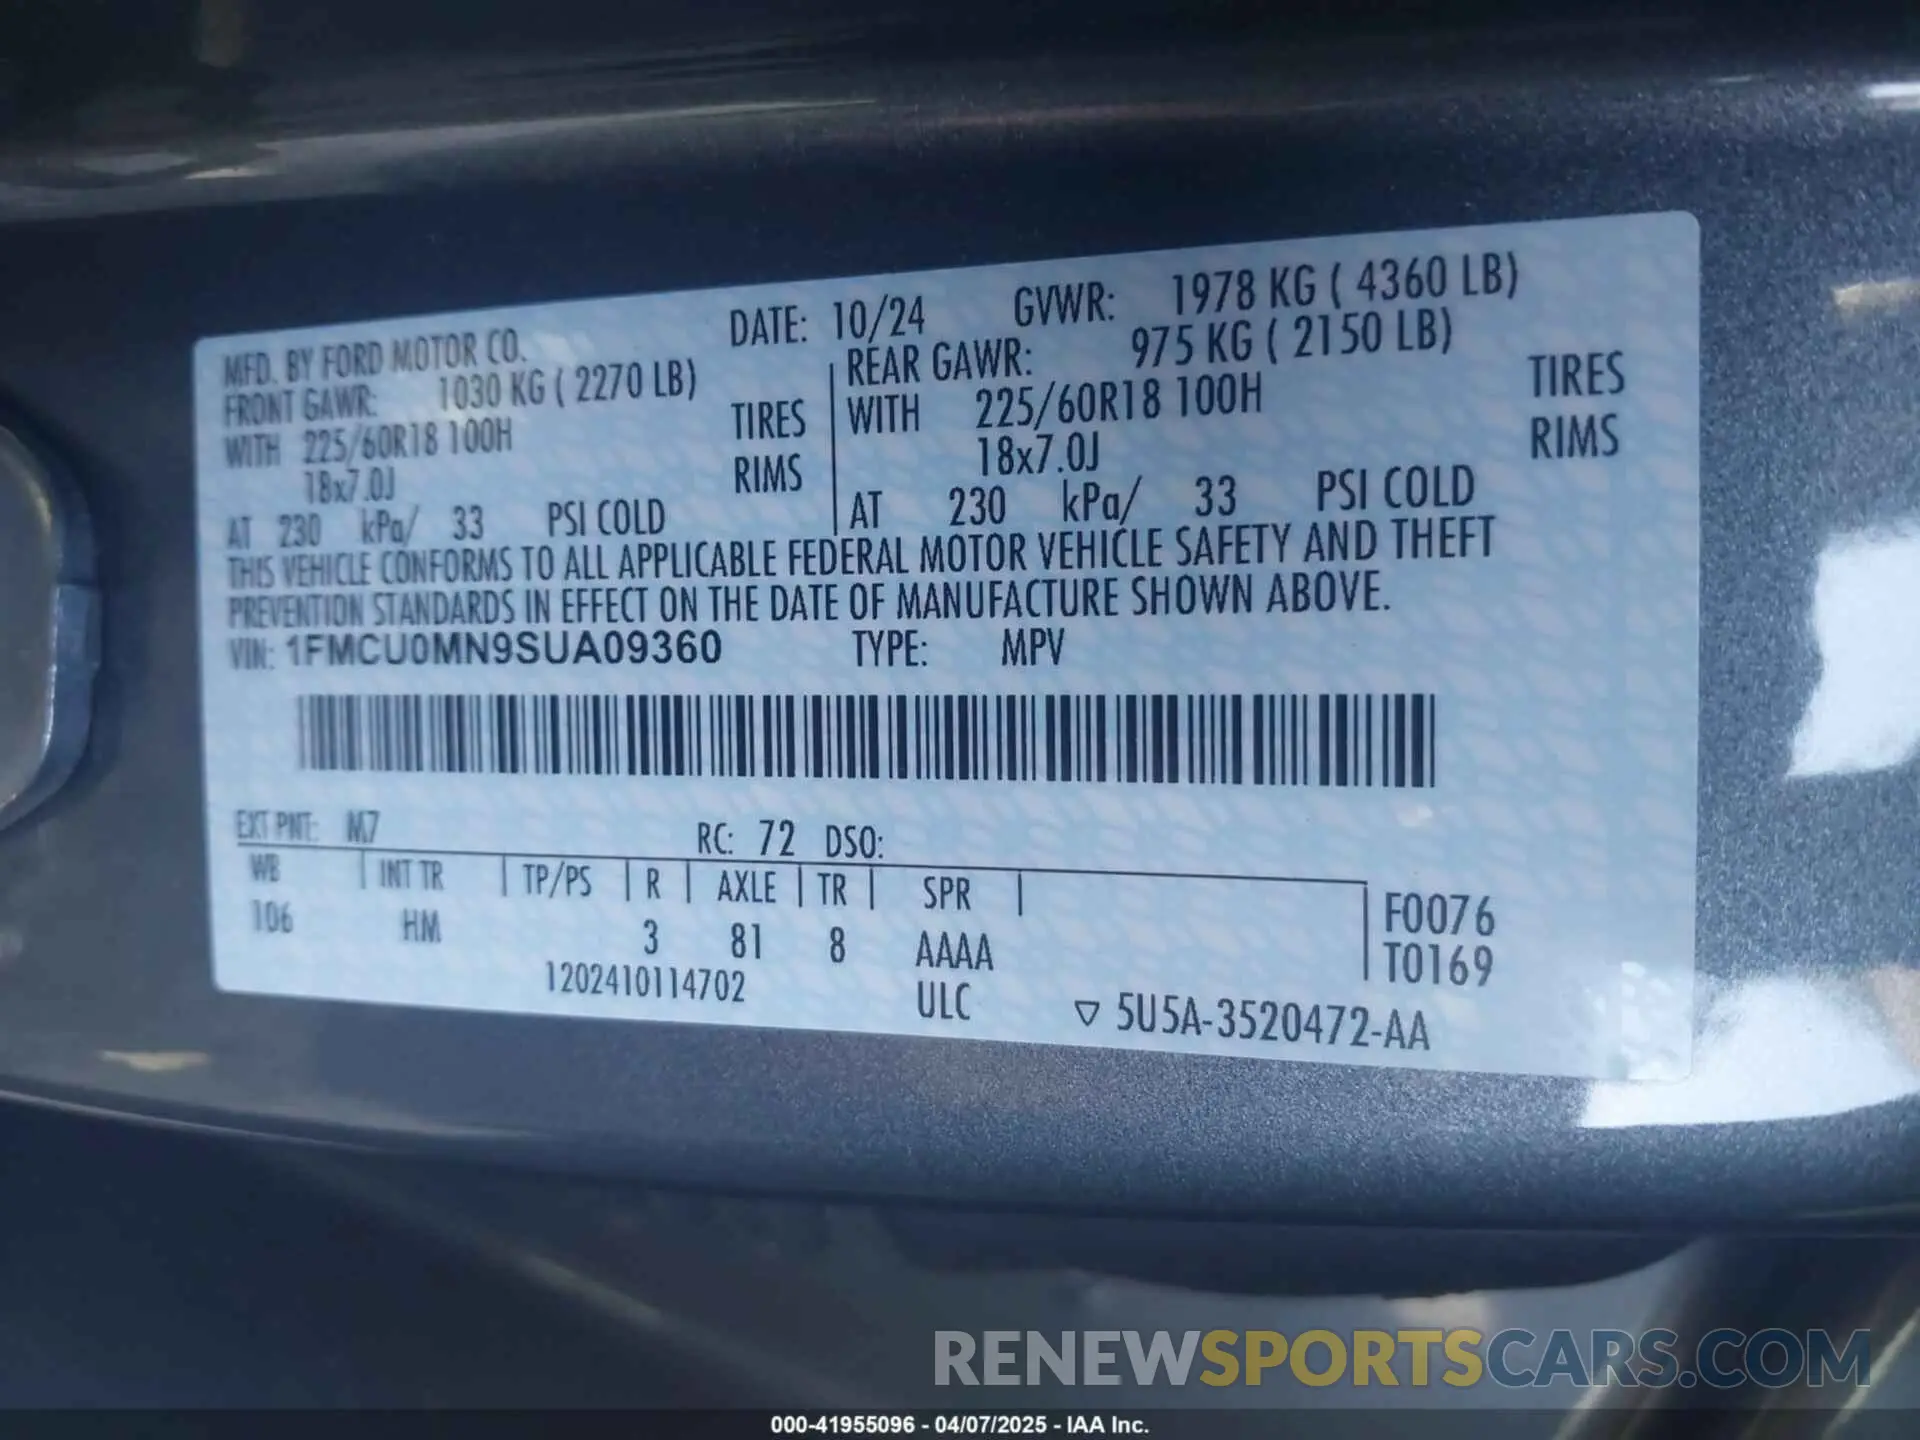 MFD. BY FORD MOTOR CO. DATE: 10/24 GVWR: 1978 KG ( 4360 LB)
FRONT GAWR: 1030 KG ( 2270 LB) REAR GAWR: 975 KG ( 2150 LB)
WITH 225/60R18 100H TIRES WITH 225/60R18 100H TIRES
18x7.0J RIMS 18x7.0J RIMS
AT 230 kPa/ 33 PSI COLD AT 230 kPa/ 33 PSI COLD
THIS VEHICLE CONFORMS TO ALL APPLICABLE FEDERAL MOTOR VEHICLE SAFETY AND THEFT
PREVENTION STANDARDS IN EFFECT ON THE DATE OF MANUFACTURE SHOWN ABOVE.
VIN: 1FMCU0MN9SUA09360 TYPE: MPV
EXT PNT: M7 RC: 72 DSO:
WB | INT TR | TP/PS | R | AXLE | TR | SPR | F0076
106 HM 3 81 8 AAAA T0169
1202410114702 ULC ▽ 5U5A-3520472-AA
RENEWSPORTSCARS.COM
000-41955096 - 04/07/2025 - IAA Inc.